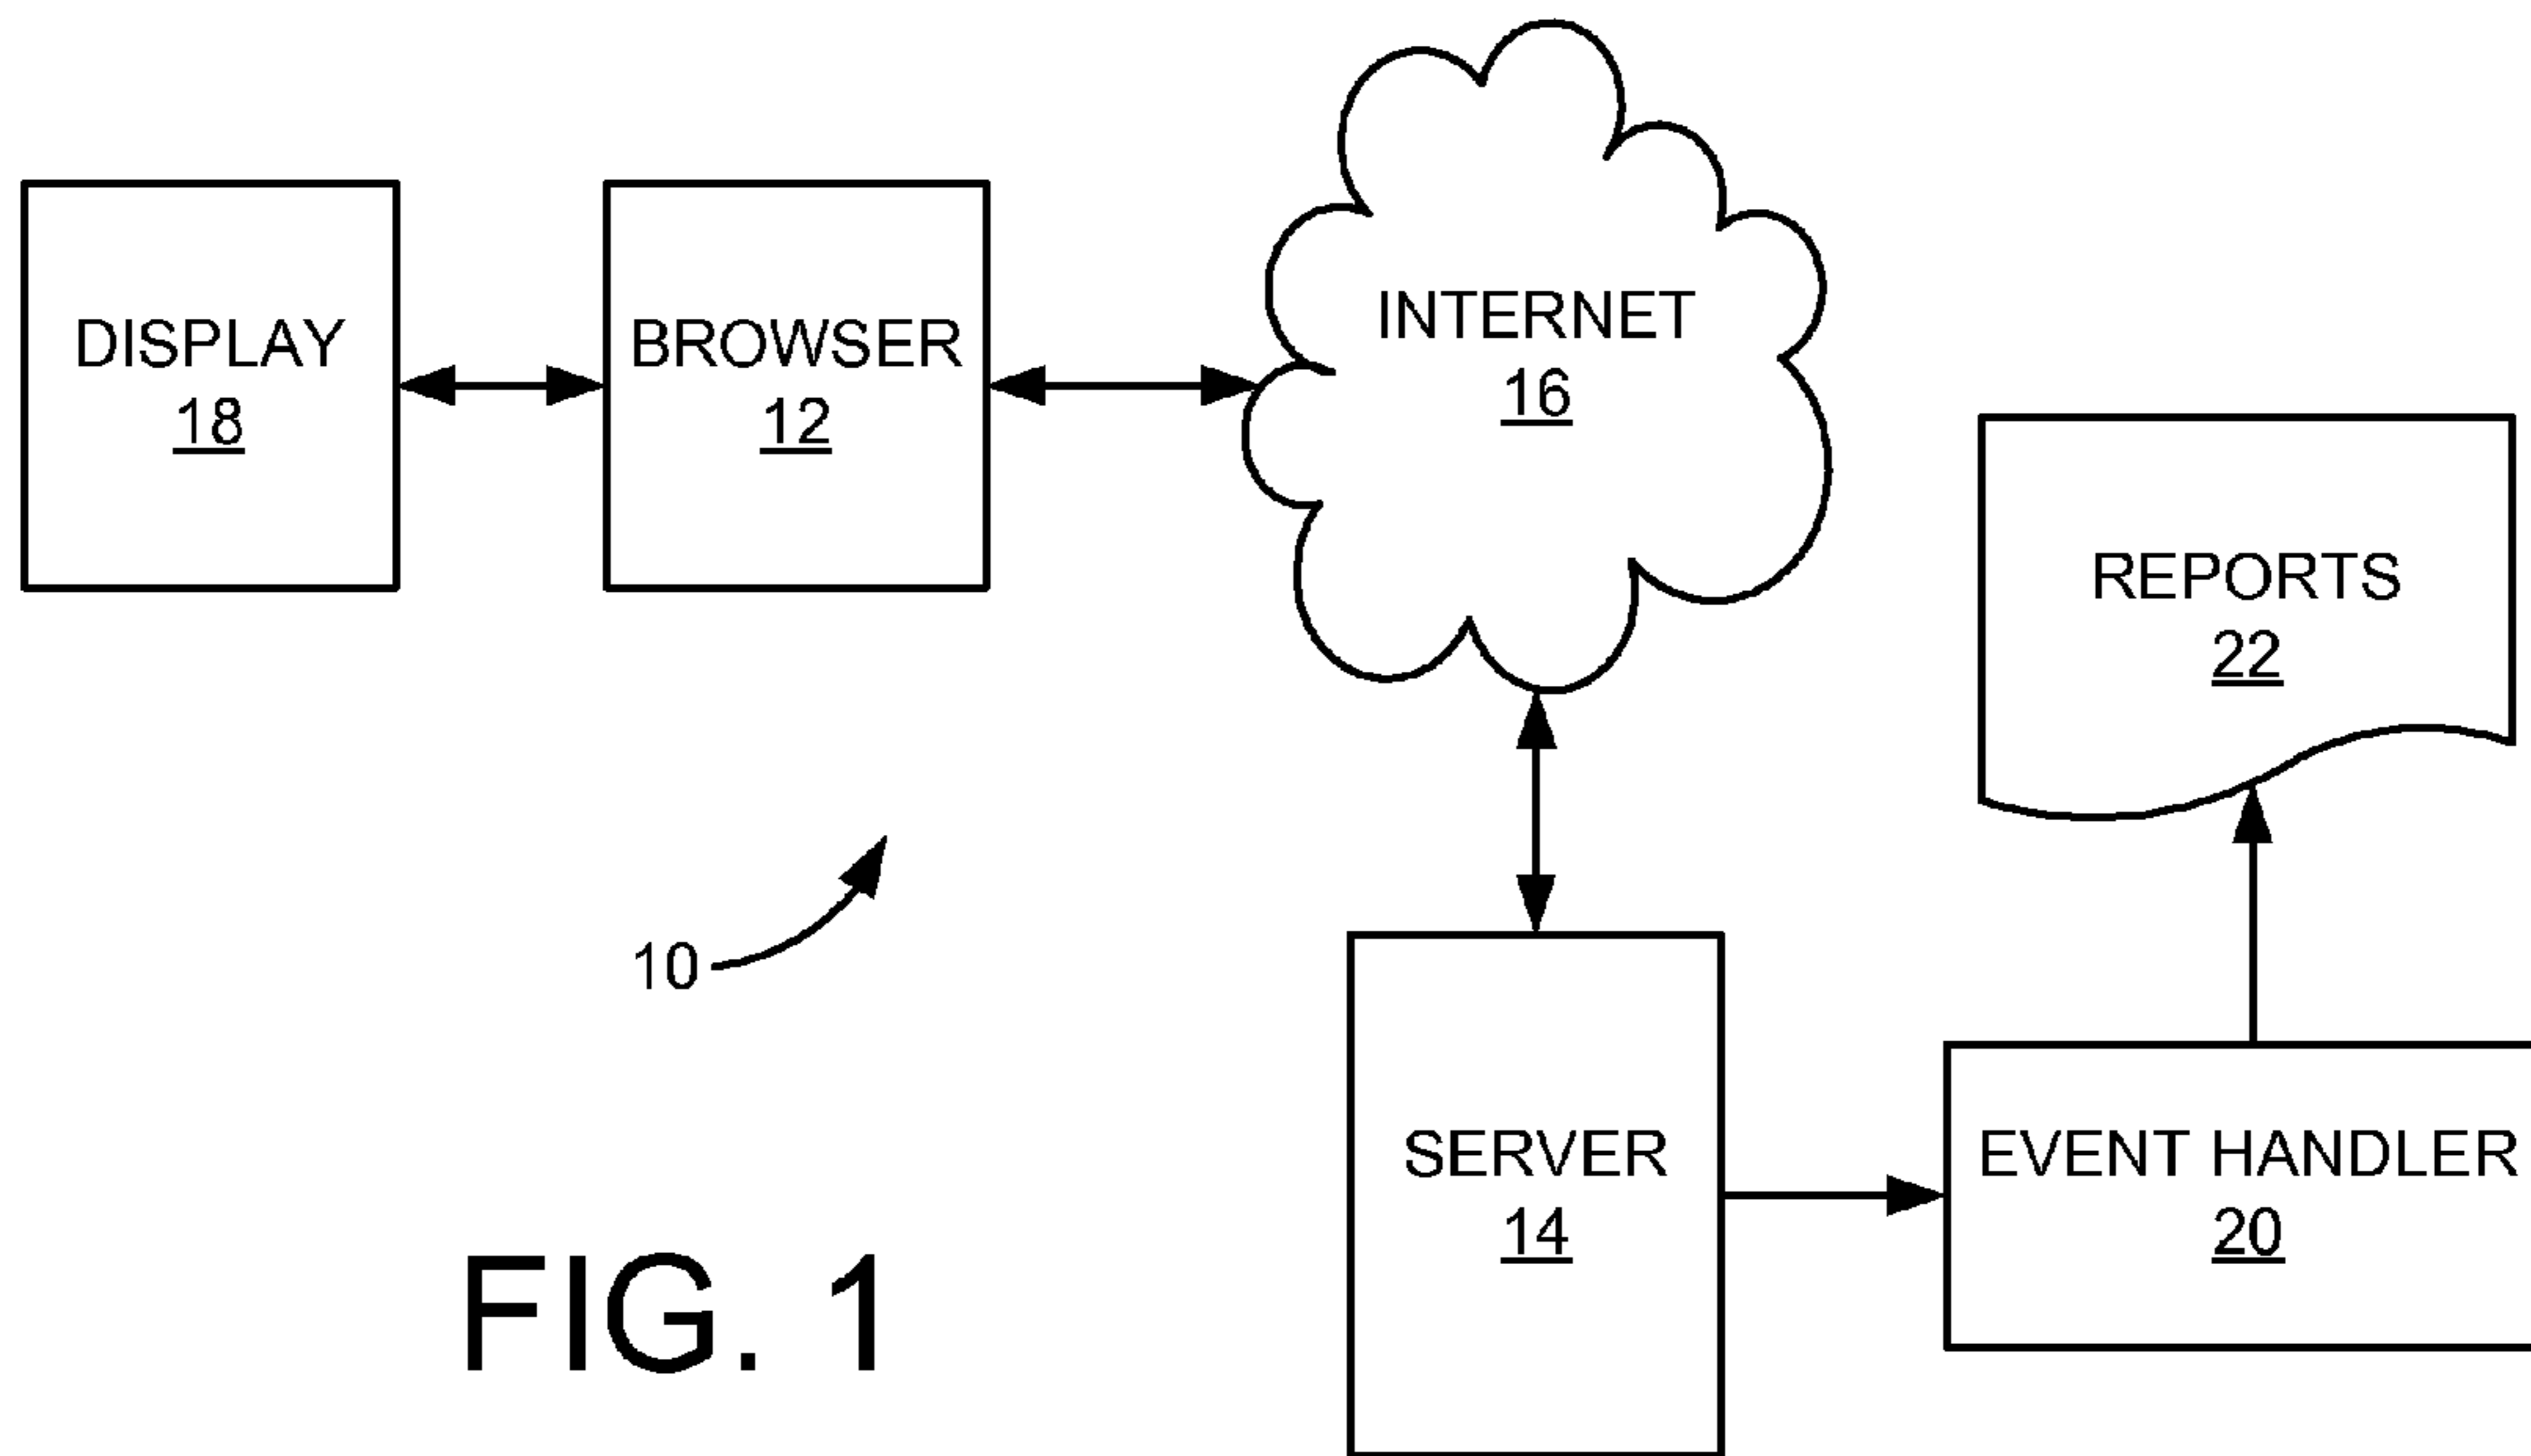 DISPLAY
18
BROWSER
12
INTERNET
16
REPORTS
22
10
SERVER
14
EVENT HANDLER
20
FIG. 1